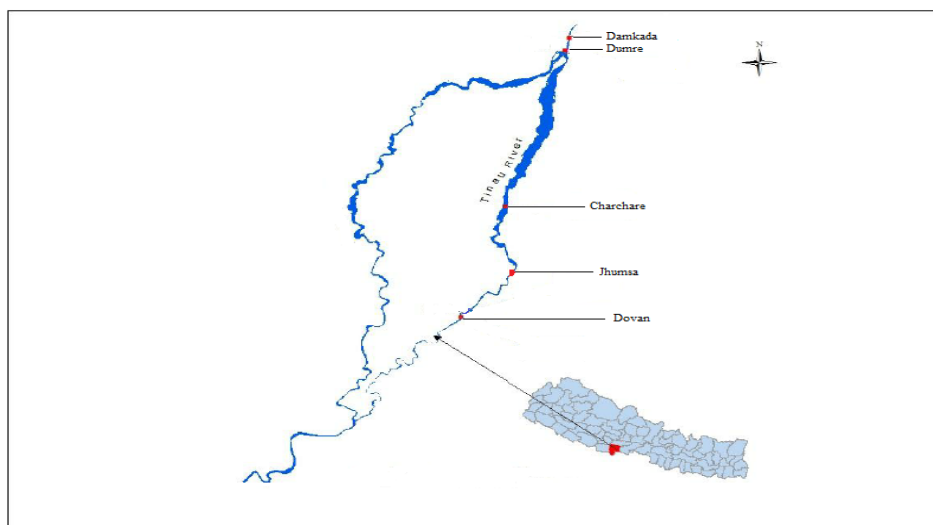 Damkada
Dumre
N
Tinau River
Charchare
Jhumsa
Dovan